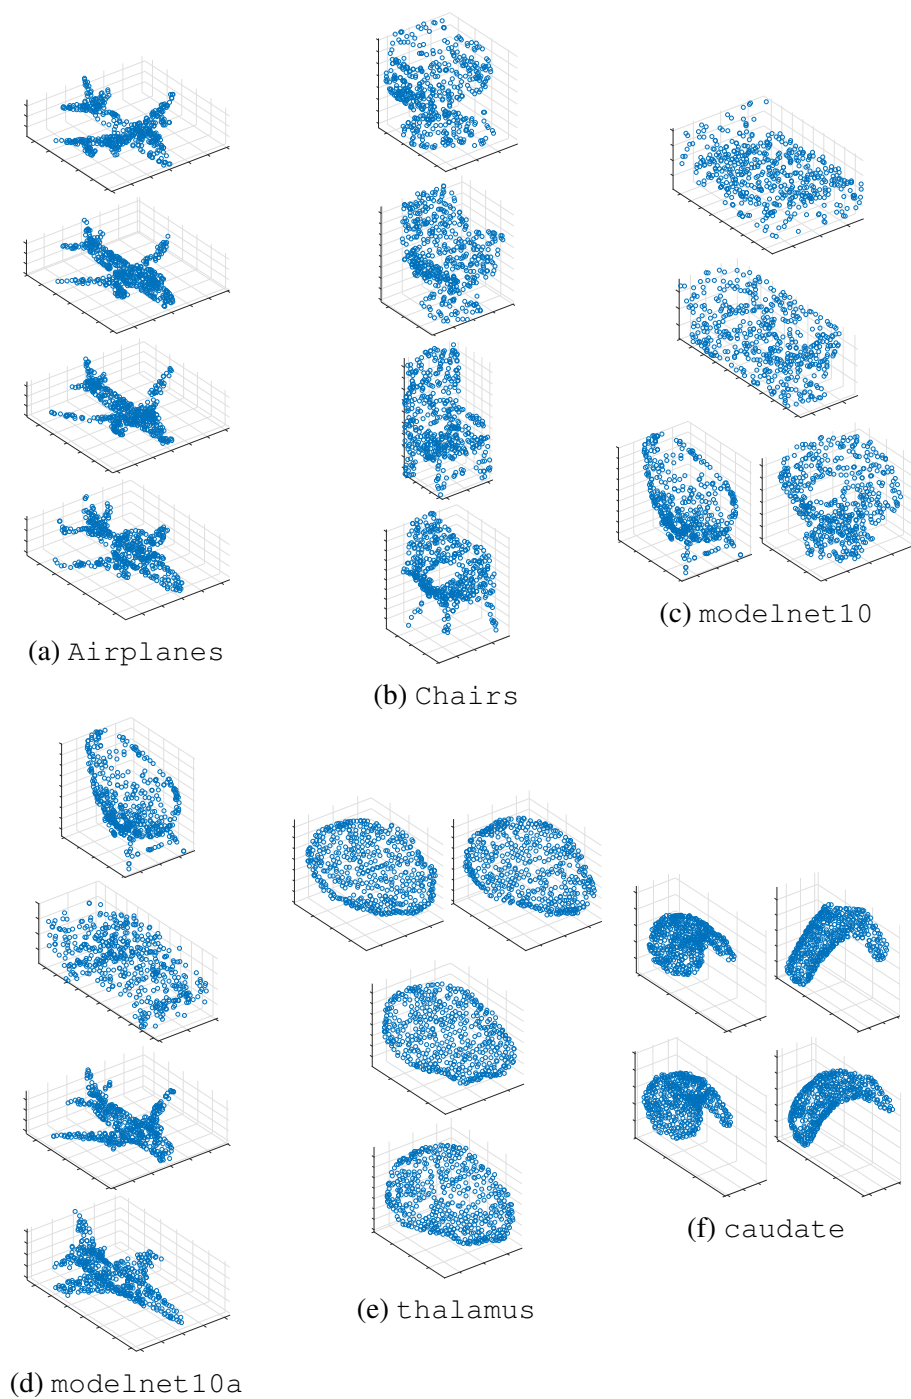 (a) Airplanes
(b) Chairs
(c) modelnet10
(d) modelnet10a
(e) thalamus
(f) caudate